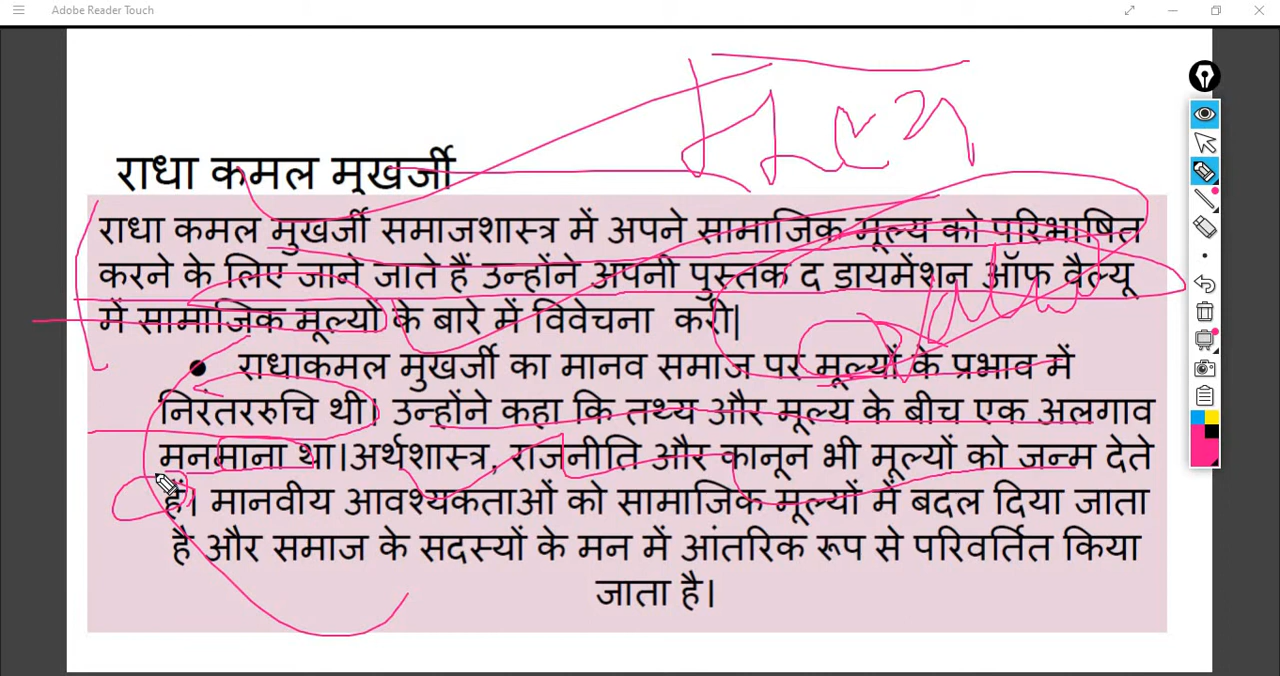 Adobe Reader Touch
राधा कमल मुखर्जी
राधा कमल मुखर्जी समाजशास्त्र में अपने सामाजिक मूल्य को परिभाषित
करने के लिए जाने जाते हैं उन्होंने अपनी पुस्तक द डायमेंशन ऑफ वैल्यू
में सामाजिक मूल्यों के बारे में विवेचना करी|
● राधाकमल मुखर्जी का मानव समाज पर मूल्यों के प्रभाव में
निरंतररुचि थी| उन्होंने कहा कि तथ्य और मूल्य के बीच एक अलगाव
मनमाना था|अर्थशास्त्र, राजनीति और कानून भी मूल्यों को जन्म देते
हैं| मानवीय आवश्यकताओं को सामाजिक मूल्यों में बदल दिया जाता
है और समाज के सदस्यों के मन में आंतरिक रूप से परिवर्तित किया
जाता है|